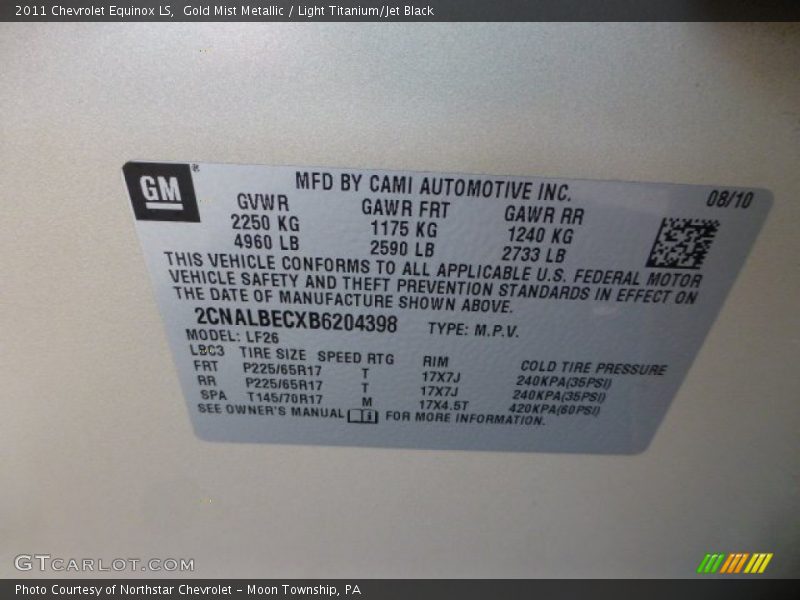 2011 Chevrolet Equinox LS,  Gold Mist Metallic / Light Titanium/Jet Black
GM
MFD BY CAMI AUTOMOTIVE INC. 08/10
GVWR GAWR FRT GAWR RR
2250 KG 1175 KG 1240 KG
4960 LB 2590 LB 2733 LB
THIS VEHICLE CONFORMS TO ALL APPLICABLE U.S. FEDERAL MOTOR
VEHICLE SAFETY AND THEFT PREVENTION STANDARDS IN EFFECT ON
THE DATE OF MANUFACTURE SHOWN ABOVE.
2CNALBECXB6204398 TYPE: M.P.V.
MODEL: LF26
TIRE SIZE SPEED RTG RIM COLD TIRE PRESSURE
FRT P225/65R17 T 17X7J 240KPA(35PSI)
RR P225/65R17 T 17X7J 240KPA(35PSI)
SPA T145/70R17 M 17X4.5T 420KPA(60PSI)
SEE OWNER'S MANUAL i FOR MORE INFORMATION.
GTCARLOT.COM
Photo Courtesy of Northstar Chevrolet - Moon Township, PA